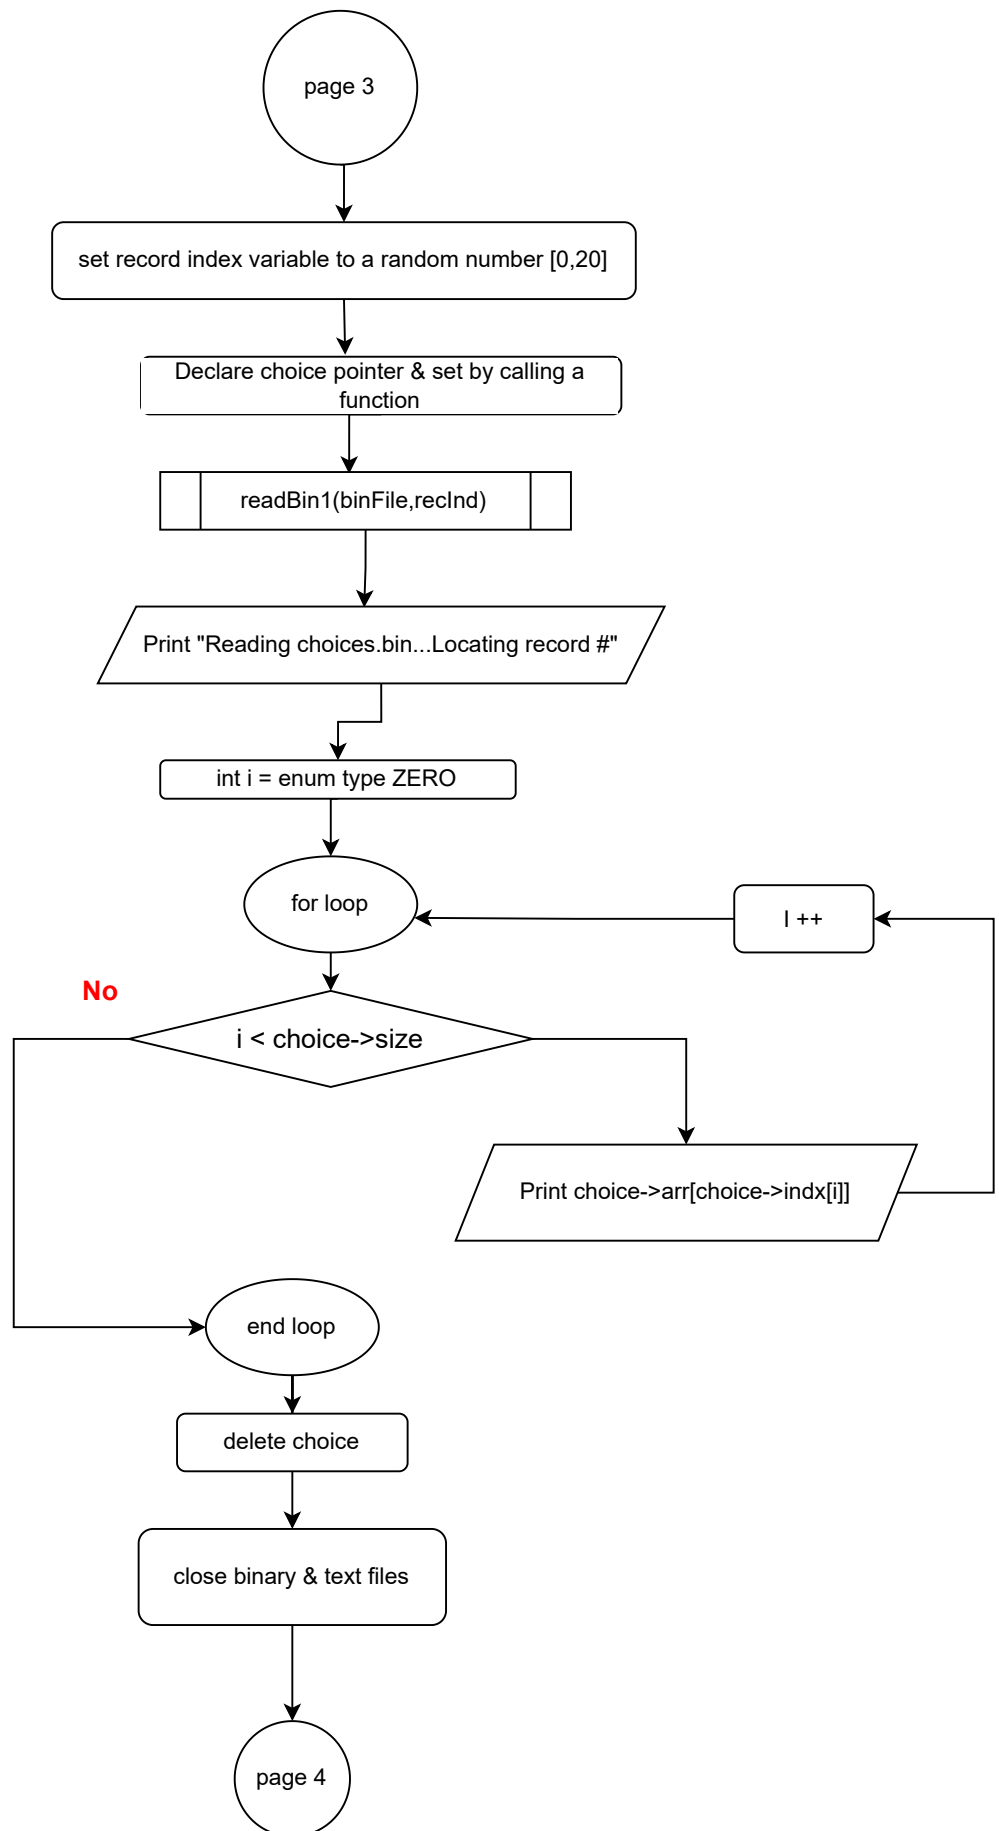 page 3
set record index variable to a random number [0,20]
Declare choice pointer & set by calling a
function
readBin1(binFile,recInd)
Print "Reading choices.bin...Locating record #"
int i = enum type ZERO
for loop
I ++
No
i < choice->size
Print choice->arr[choice->indx[i]]
end loop
delete choice
close binary & text files
page 4